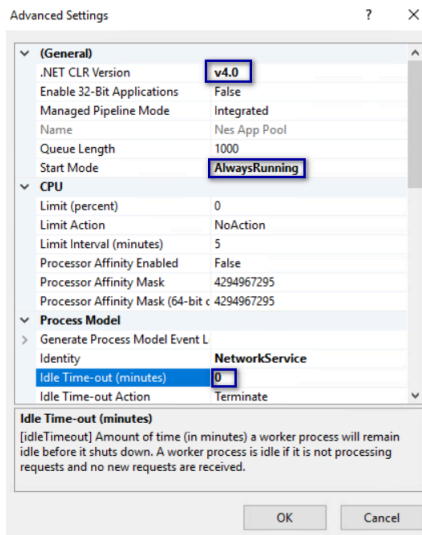 Advanced Settings ? ×
(General)
.NET CLR Version v4.0
Enable 32-Bit Applications False
Managed Pipeline Mode Integrated
Name Nes App Pool
Queue Length 1000
Start Mode AlwaysRunning
CPU
Limit (percent) 0
Limit Action NoAction
Limit Interval (minutes) 5
Processor Affinity Enabled False
Processor Affinity Mask 4294967295
Processor Affinity Mask (64-bit c 4294967295
Process Model
Generate Process Model Event L
Identity NetworkService
Idle Time-out (minutes) 0
Idle Time-out Action Terminate
Idle Time-out (minutes)
[idleTimeout] Amount of time (in minutes) a worker process will remain
idle before it shuts down. A worker process is idle if it is not processing
requests and no new requests are received.
OK Cancel